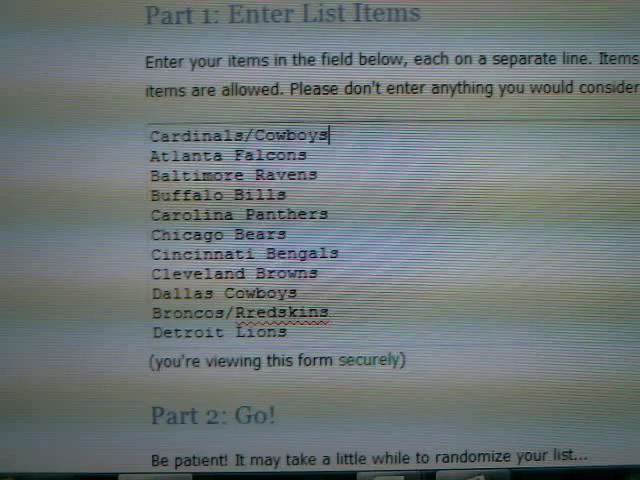 Part 1: Enter List Items
Enter your items in the field below, each on a separate line. Items
items are allowed. Please don't enter anything you would consider
Cardinals/Cowboys
Atlanta Falcons
Baltimore Ravens
Buffalo Bills
Carolina Panthers
Chicago Bears
Cincinnati Bengals
Cleveland Browns
Dallas Cowboys
Broncos/Rredskins
Detroit Lions
(you're viewing this form securely)
Part 2: Go!
Be patient! It may take a little while to randomize your list...